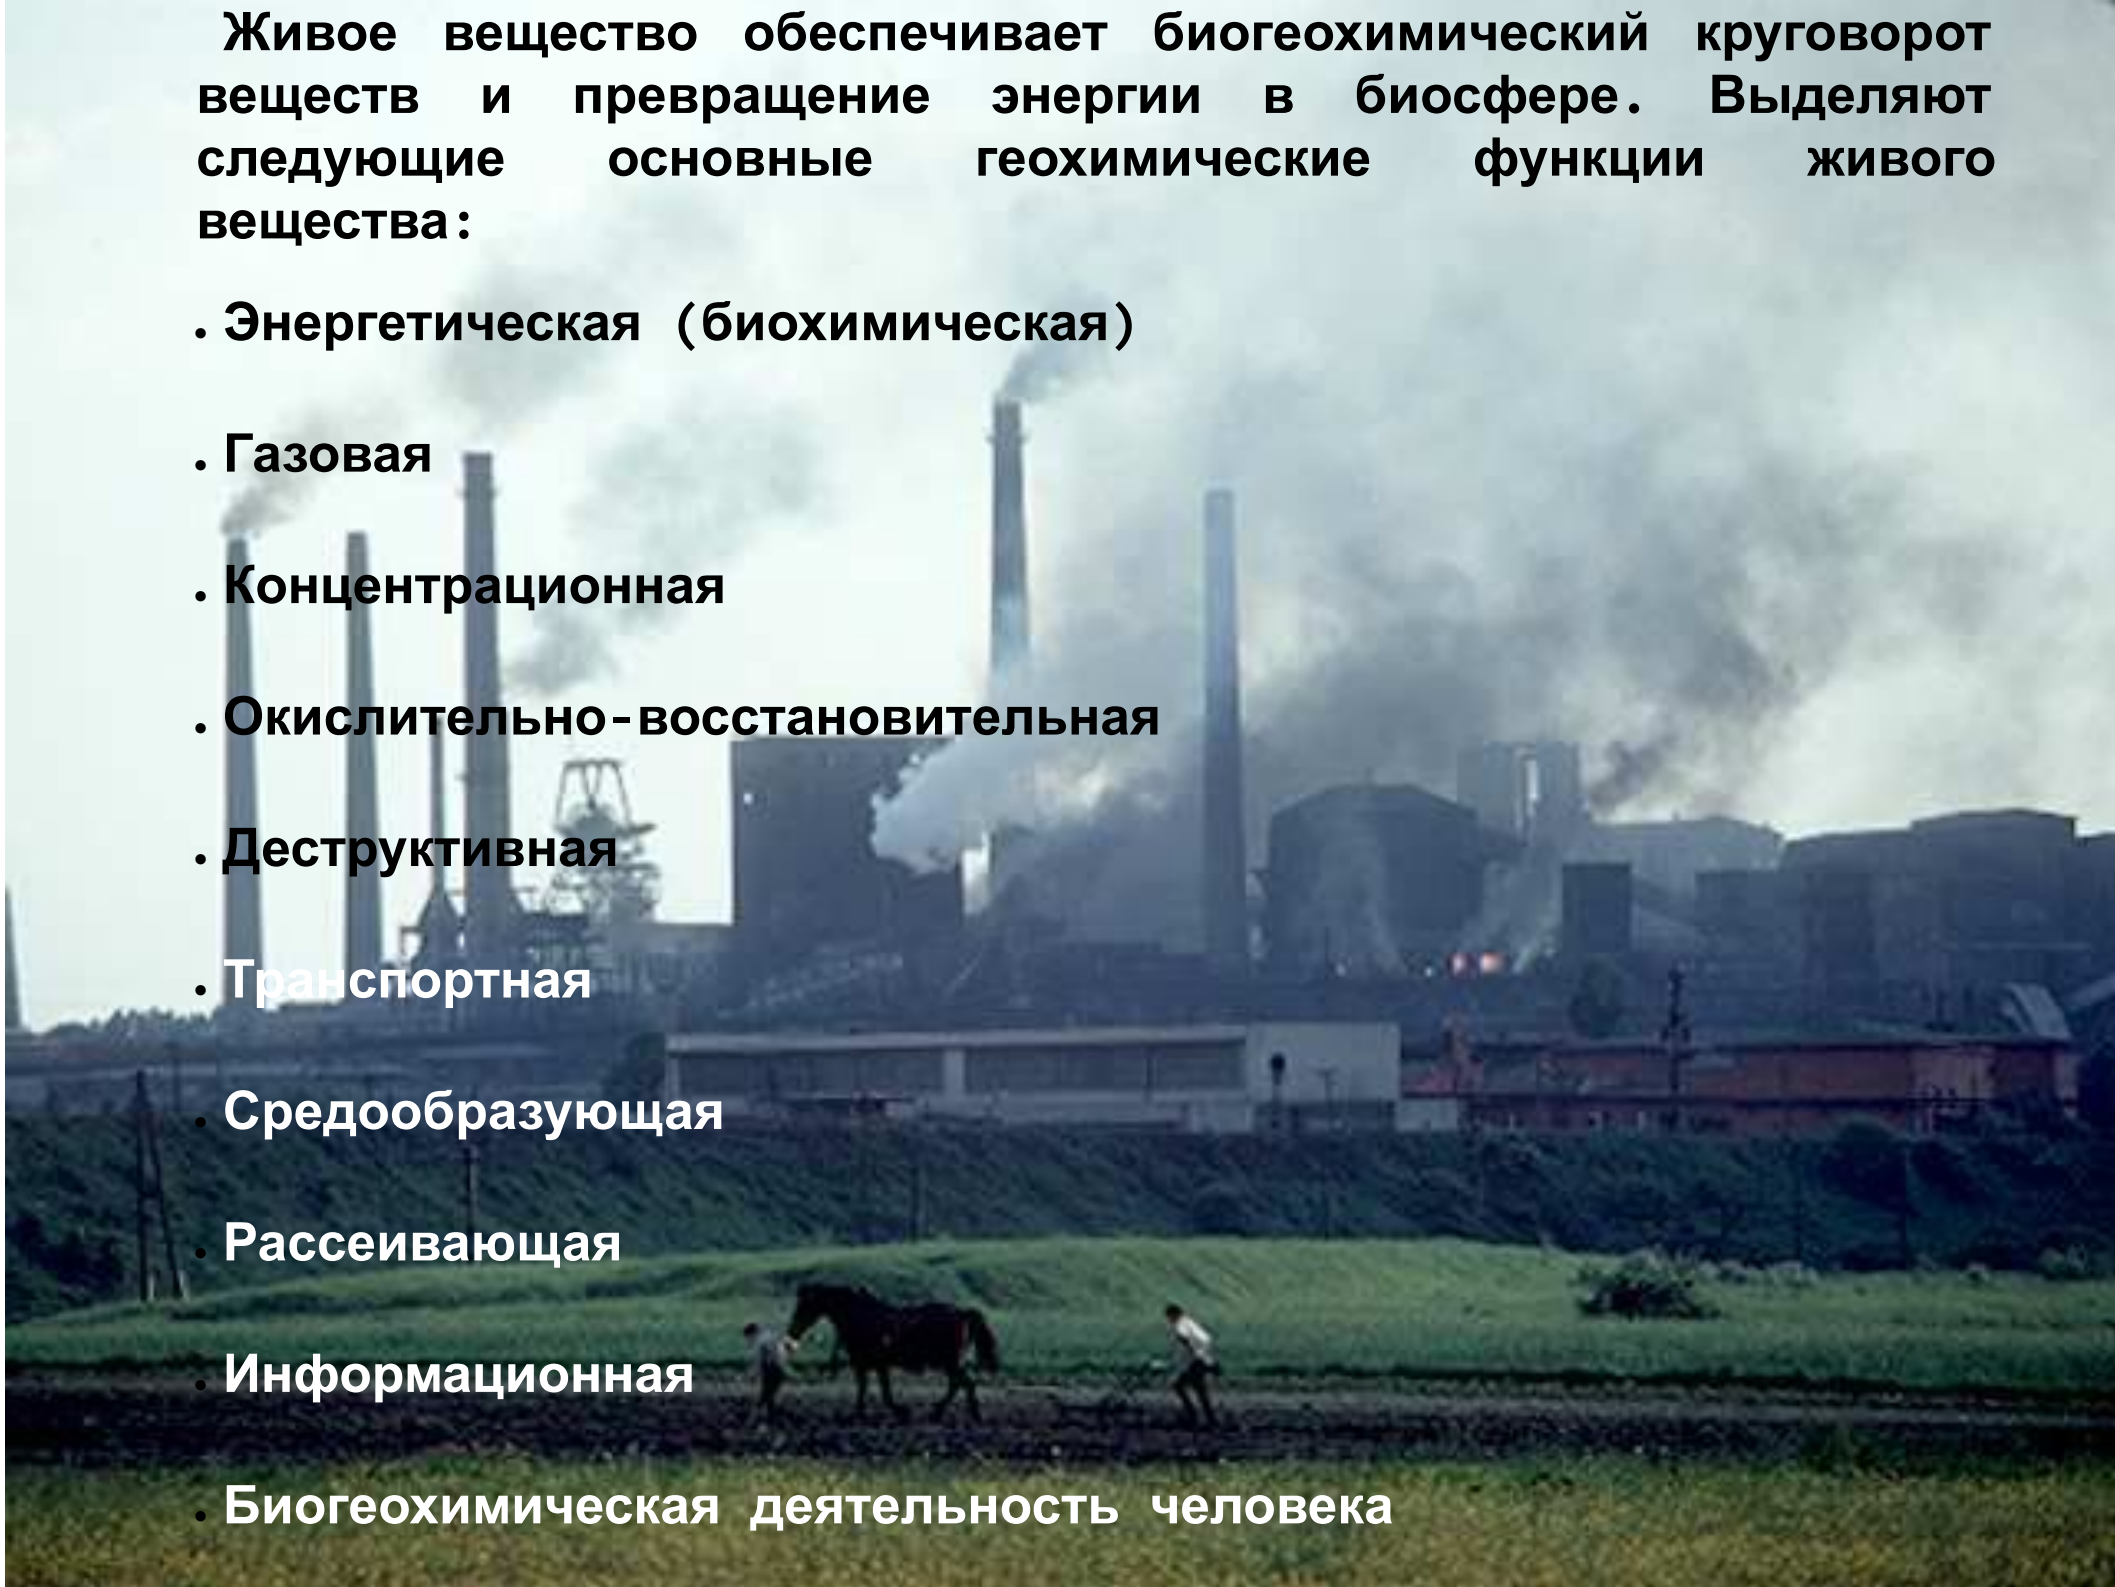 Живое вещество обеспечивает биогеохимический круговорот
веществ и превращение энергии в биосфере. Выделяют
следующие основные геохимические функции живого
вещества:
● Энергетическая (биохимическая)
● Газовая
● Концентрационная
● Окислительно-восстановительная
● Деструктивная
● Транспортная
● Средообразующая
● Рассеивающая
● Информационная
● Биогеохимическая деятельность человека